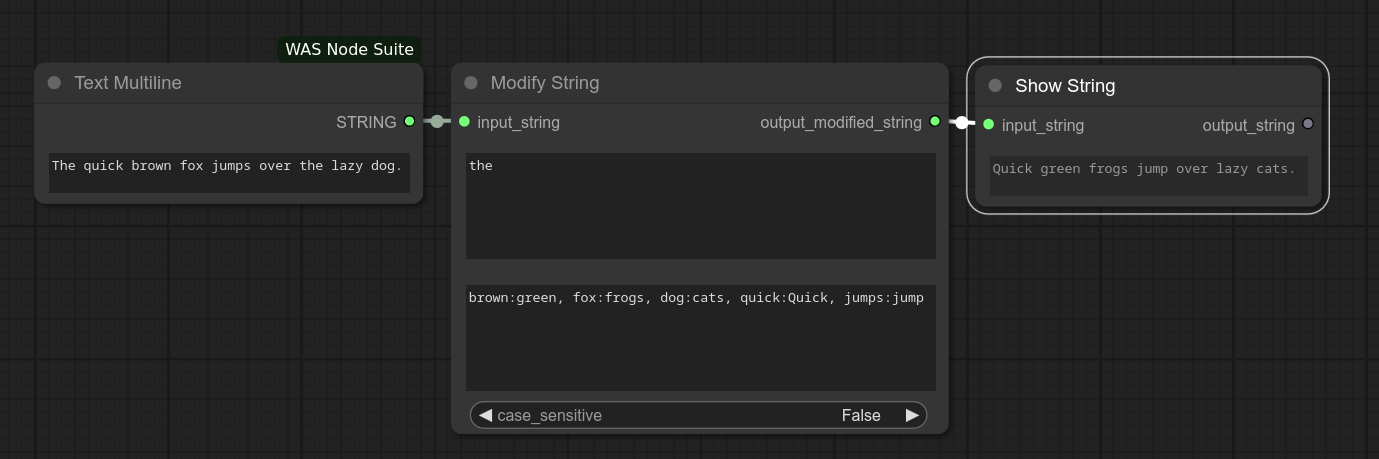 WAS Node Suite
Text Multiline
STRING
The quick brown fox jumps over the lazy dog.
Modify String
input_string output_modified_string
the
brown:green, fox:frogs, dog:cats, quick:Quick, jumps:jump
case_sensitive False
Show String
input_string output_string
Quick green frogs jump over lazy cats.